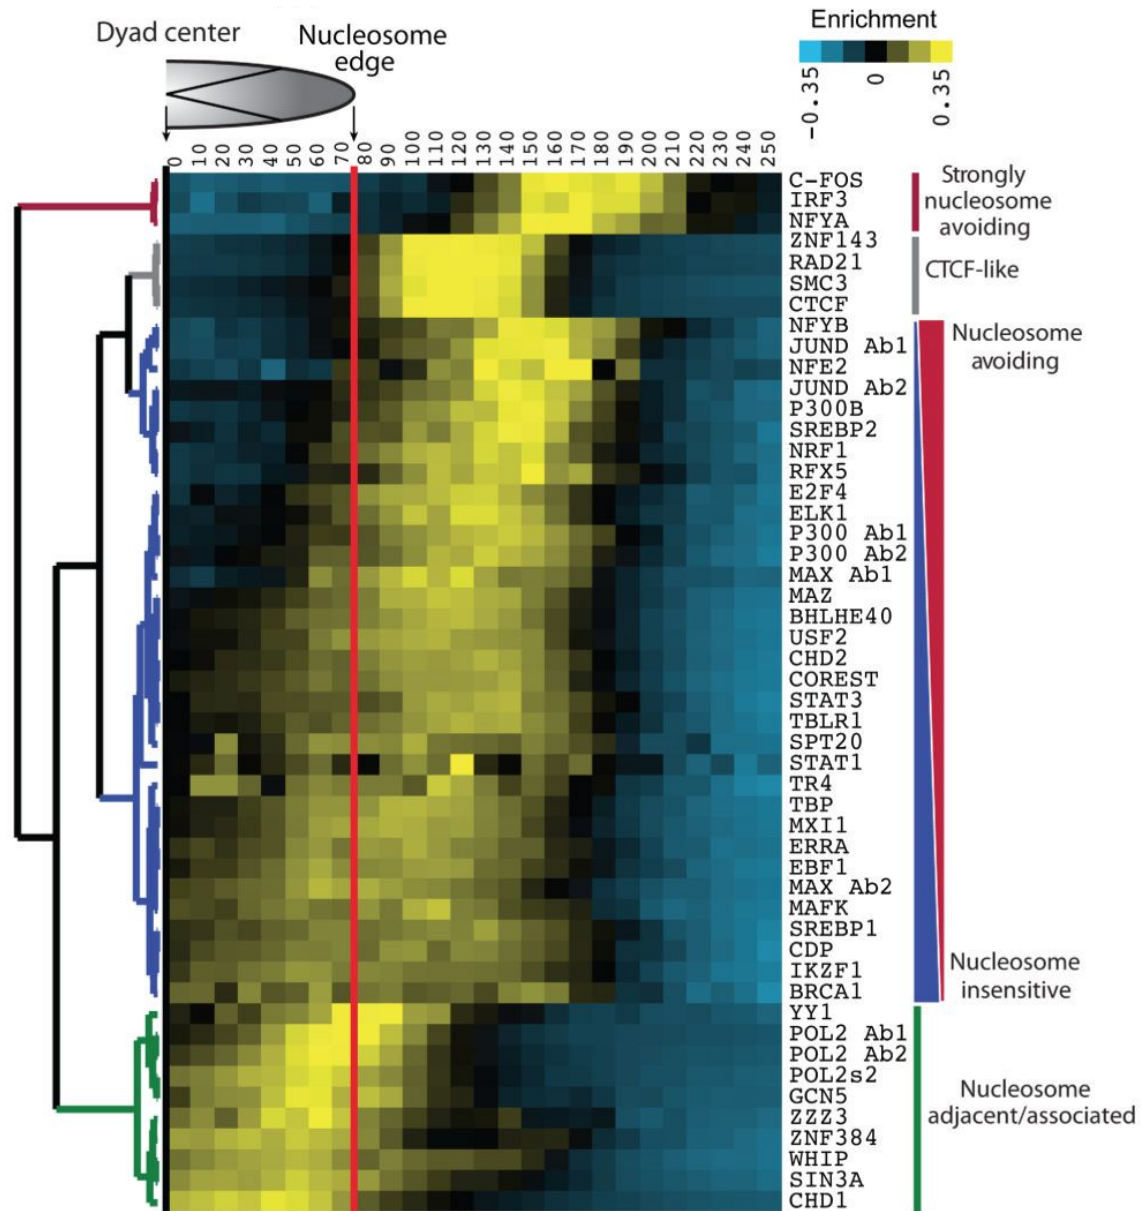 Dyad center
Nucleosome
edge
Enrichment
-0.35
0
0.35
0
10
20
30
40
50
60
70
80
90
100
110
120
130
140
150
160
170
180
190
200
210
220
230
240
250
C-FOS
IRF3
NFYA
ZNF143
RAD21
SMC3
CTCF
NFYB
JUND Ab1
NFE2
JUND Ab2
P300B
SREBP2
NRF1
RFX5
E2F4
ELK1
P300 Ab1
P300 Ab2
MAX Ab1
MAZ
BHLHE40
USF2
CHD2
COREST
STAT3
TBLR1
SPT20
STAT1
TR4
TBP
MXI1
ERRA
EBF1
MAX Ab2
MAFK
SREBP1
CDP
IKZF1
BRCA1
YY1
POL2 Ab1
POL2 Ab2
POL2s2
GCN5
ZZZ3
ZNF384
WHIP
SIN3A
CHD1
Strongly
nucleosome
avoiding
CTCF-like
Nucleosome
avoiding
Nucleosome
insensitive
Nucleosome
adjacent/associated